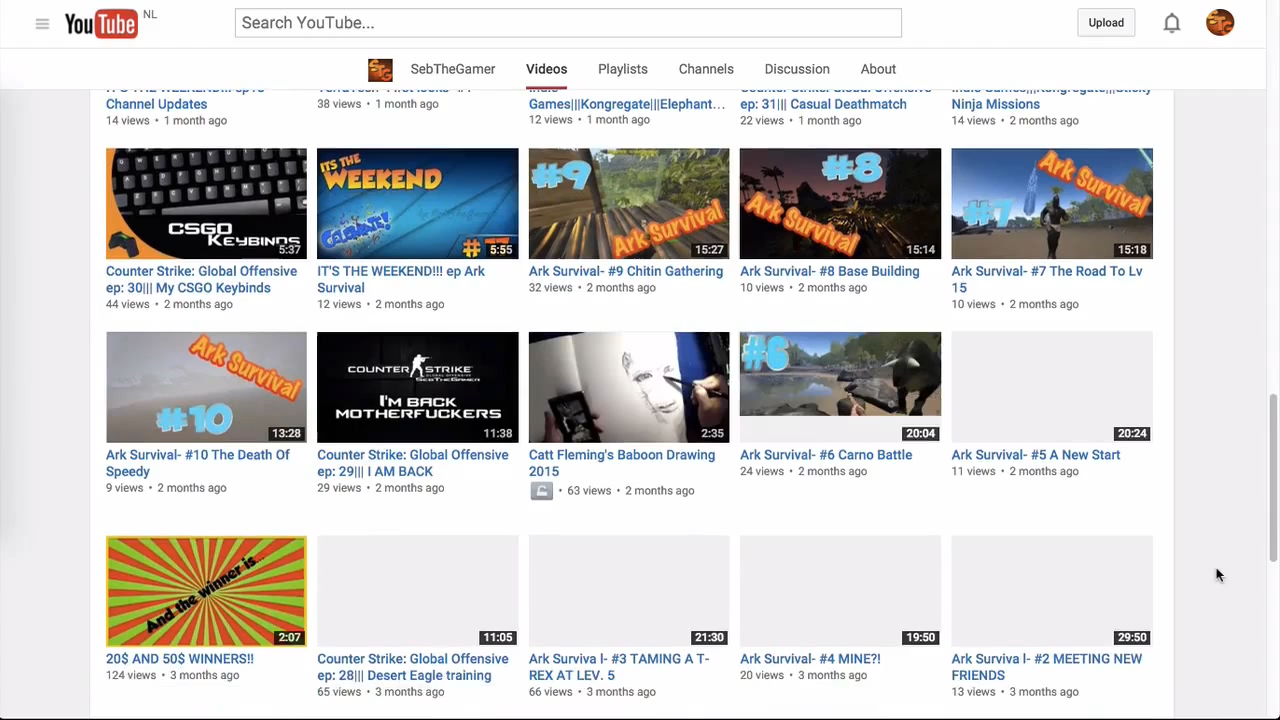 YouTube NL
Search YouTube...
Upload
SebTheGamer Videos Playlists Channels Discussion About
Channel Updates
14 views • 1 month ago
38 views • 1 month ago
Games|||Kongregate|||Elephant...
12 views • 1 month ago
ep: 31||| Casual Deathmatch
22 views • 1 month ago
Ninja Missions
14 views • 2 months ago
CSGO
KEYBINDS
5:37
Counter Strike: Global Offensive
ep: 30||| My CSGO Keybinds
44 views • 2 months ago
ITS THE
WEEKEND
CELEBRATE!
5:55
IT'S THE WEEKEND!!! ep Ark
Survival
12 views • 2 months ago
#9
Ark Survival
15:27
Ark Survival- #9 Chitin Gathering
32 views • 2 months ago
#8
Ark Survival
15:14
Ark Survival- #8 Base Building
10 views • 2 months ago
Ark Survival
#7
15:18
Ark Survival- #7 The Road To Lv
15
10 views • 2 months ago
Ark Survival
#10
13:28
Ark Survival- #10 The Death Of
Speedy
9 views • 2 months ago
COUNTER STRIKE
GLOBAL OFFENSIVE
SEBTHEGAMER
I'M BACK
MOTHERFUCKERS
11:38
Counter Strike: Global Offensive
ep: 29||| I AM BACK
29 views • 2 months ago
2:35
Catt Fleming's Baboon Drawing
2015
• 63 views • 2 months ago
#6
20:04
Ark Survival- #6 Carno Battle
24 views • 2 months ago
20:24
Ark Survival- #5 A New Start
11 views • 2 months ago
And the winner is...
2:07
20$ AND 50$ WINNERS!!
124 views • 3 months ago
11:05
Counter Strike: Global Offensive
ep: 28||| Desert Eagle training
65 views • 3 months ago
21:30
Ark Surviva l- #3 TAMING A T-
REX AT LEV. 5
66 views • 3 months ago
19:50
Ark Survival- #4 MINE?!
20 views • 3 months ago
29:50
Ark Surviva l- #2 MEETING NEW
FRIENDS
13 views • 3 months ago